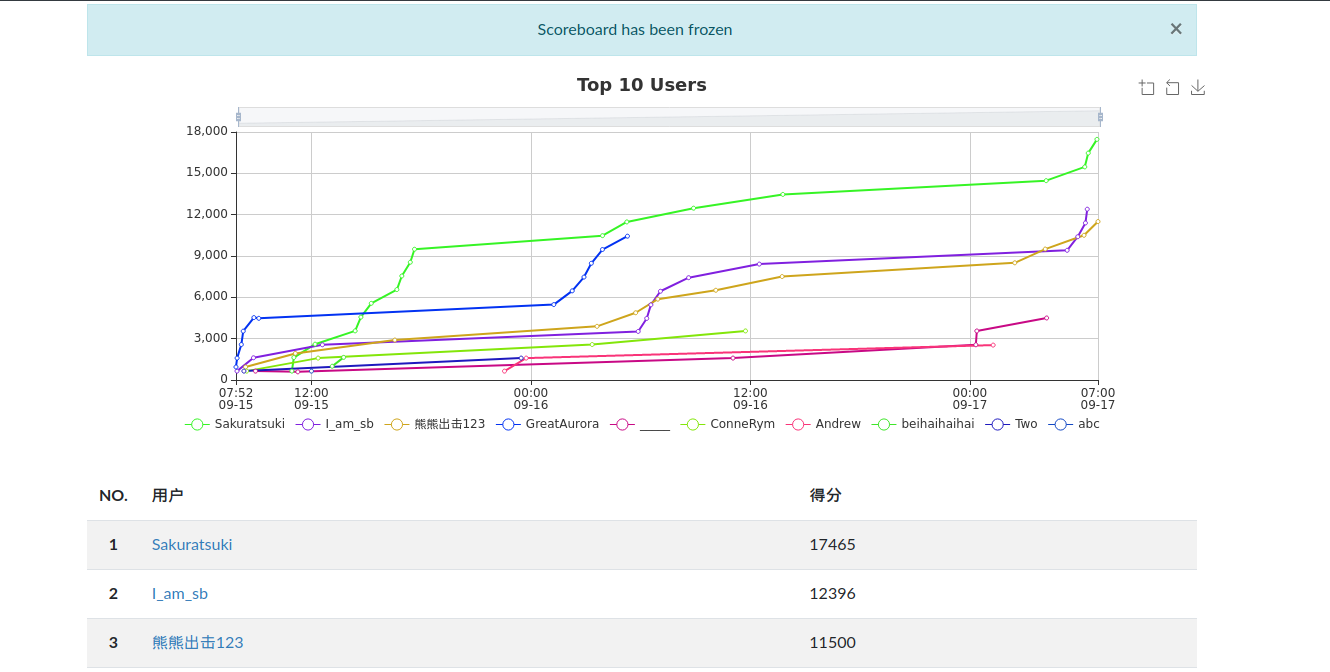 Scoreboard has been frozen ×
Top 10 Users
18,000
15,000
12,000
9,000
6,000
3,000
0
07:52 12:00 00:00 12:00 00:00 07:00
09-15 09-15 09-16 09-16 09-17 09-17
Sakuratsuki I_am_sb 熊熊出击123 GreatAurora _____ ConneRym Andrew beihaihaihai Two abc
NO. 用户 得分
1 Sakuratsuki 17465
2 I_am_sb 12396
3 熊熊出击123 11500